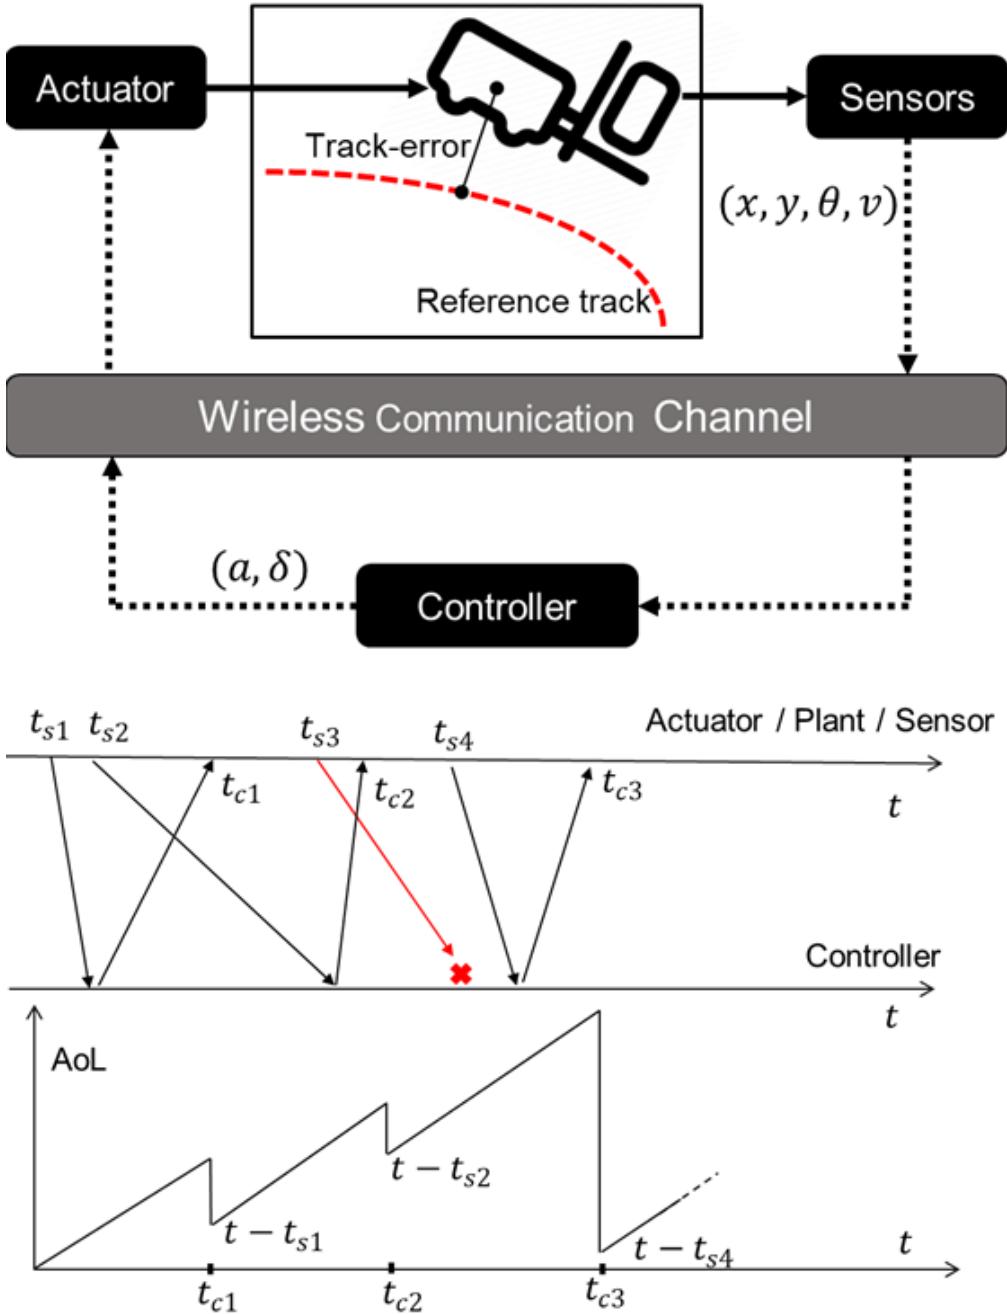 Actuator
Sensors
Track-error
(x, y, θ, v)
Reference track
Wireless Communication Channel
(a, δ)
Controller
t_{s1} t_{s2} t_{s3} t_{s4} Actuator / Plant / Sensor
t_{c1} t_{c2} t_{c3} t
Controller
t
AoL
t − t_{s2}
t − t_{s1} t − t_{s4} t
t_{c1} t_{c2} t_{c3}